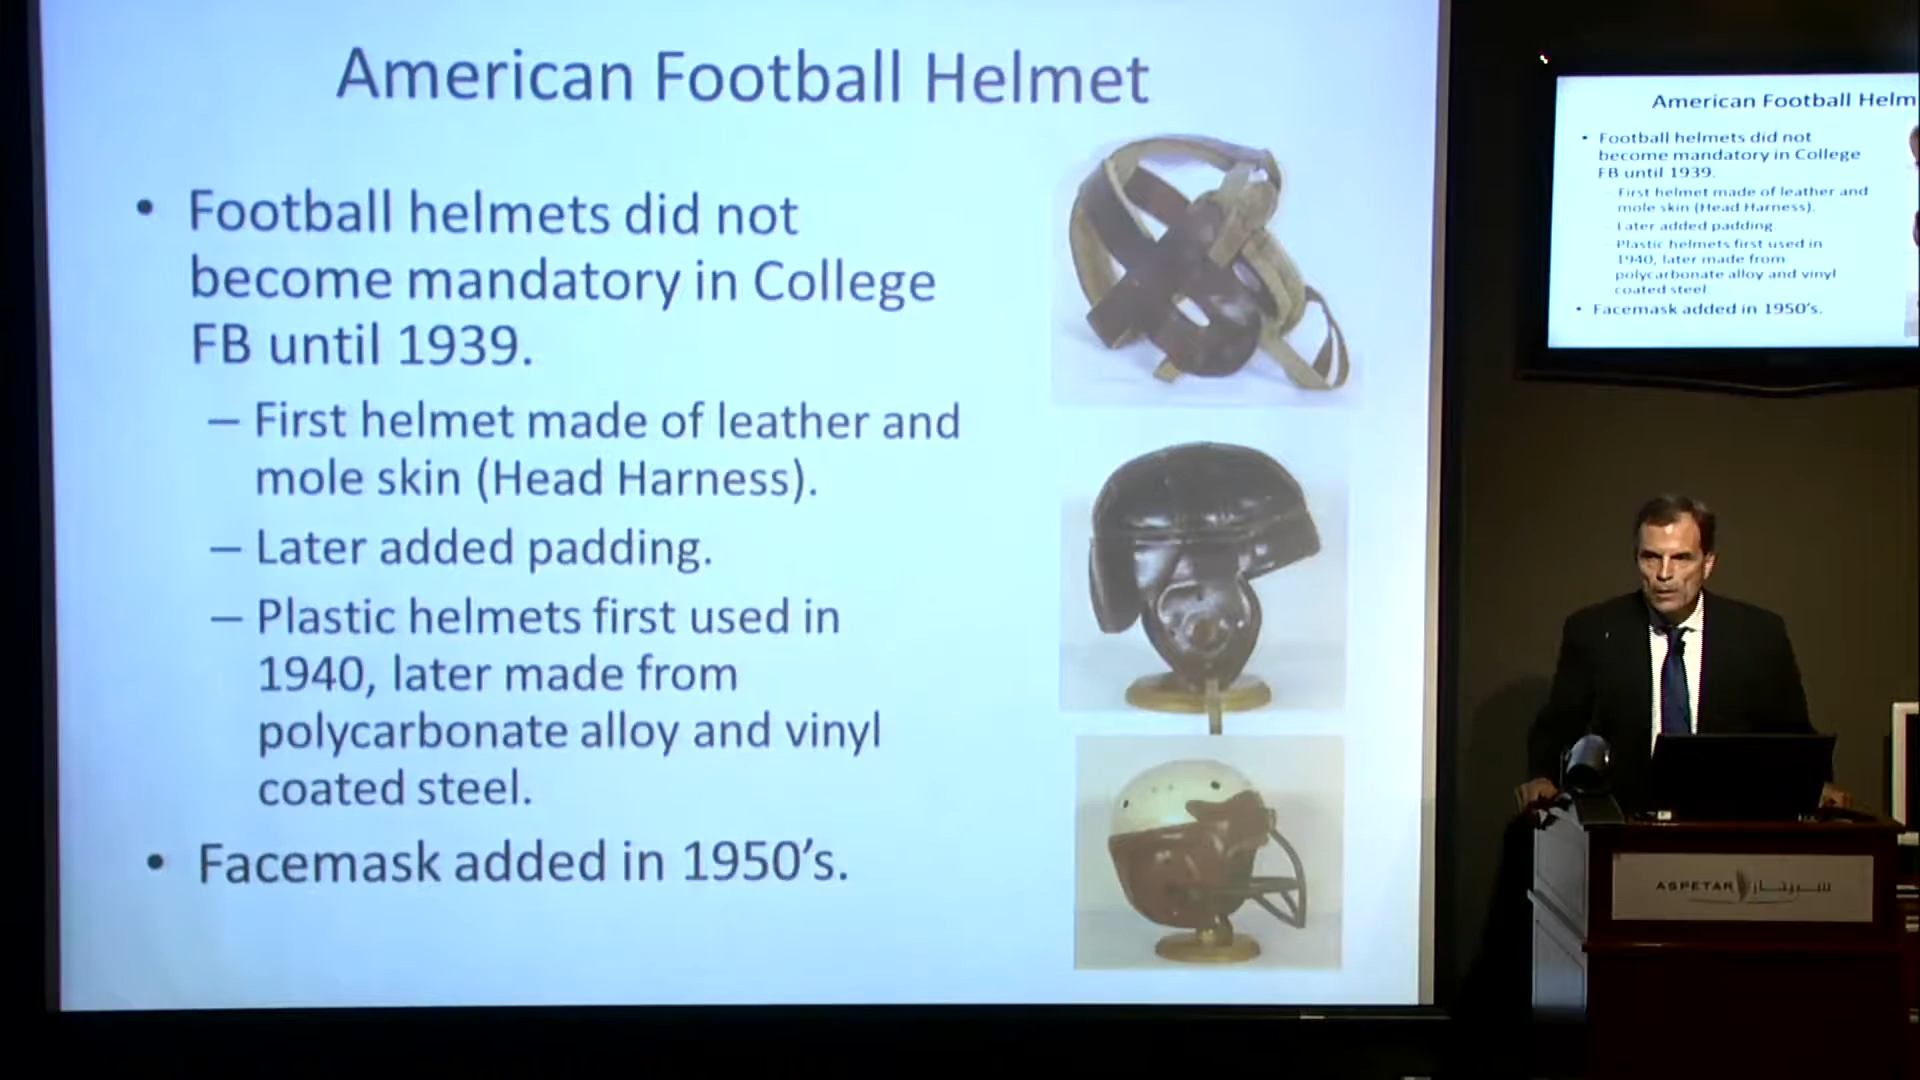 American Football Helmet
• Football helmets did not
become mandatory in College
FB until 1939.
– First helmet made of leather and
mole skin (Head Harness).
– Later added padding.
– Plastic helmets first used in
1940, later made from
polycarbonate alloy and vinyl
coated steel.
• Facemask added in 1950's.
American Football Helm
• Football helmets did not
become mandatory in College
FB until 1939.
First helmet made of leather and
mole skin (Head Harness).
Later added padding.
Plastic helmets first used in
1940, later made from
polycarbonate alloy and vinyl
coated steel.
• Facemask added in 1950's.
ASPETAR سبيتار